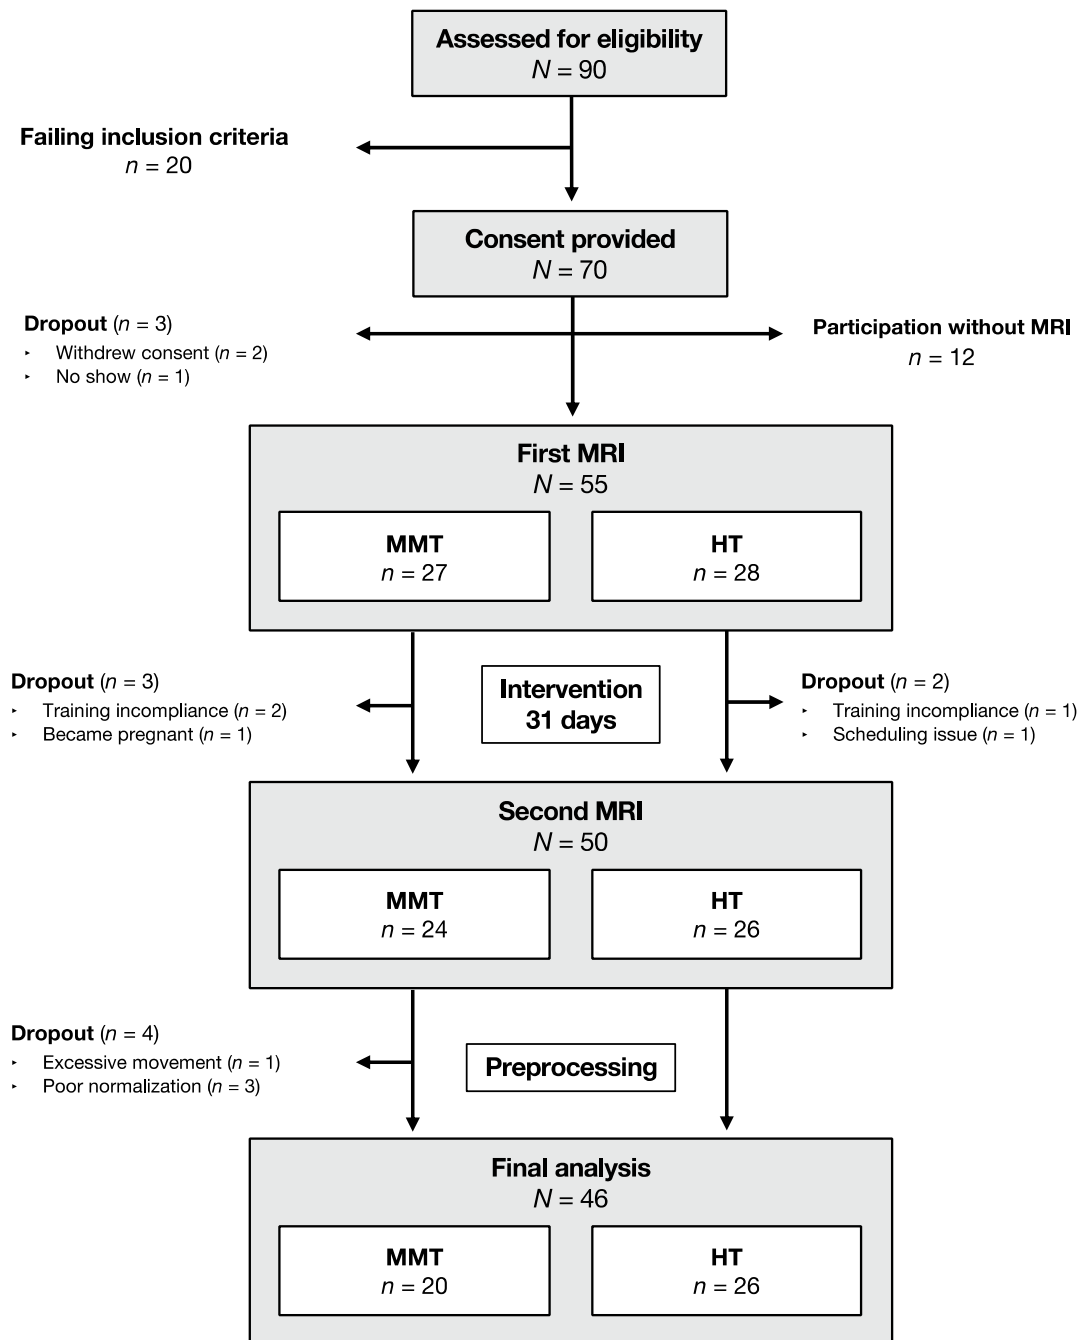 Assessed for eligibility
N = 90
Failing inclusion criteria
n = 20
Consent provided
N = 70
Dropout (n = 3)
‣ Withdrew consent (n = 2)
‣ No show (n = 1)
Participation without MRI
n = 12
First MRI
N = 55
MMT
n = 27
HT
n = 28
Dropout (n = 3)
‣ Training incompliance (n = 2)
‣ Became pregnant (n = 1)
Intervention
31 days
Dropout (n = 2)
‣ Training incompliance (n = 1)
‣ Scheduling issue (n = 1)
Second MRI
N = 50
MMT
n = 24
HT
n = 26
Dropout (n = 4)
‣ Excessive movement (n = 1)
‣ Poor normalization (n = 3)
Preprocessing
Final analysis
N = 46
MMT
n = 20
HT
n = 26